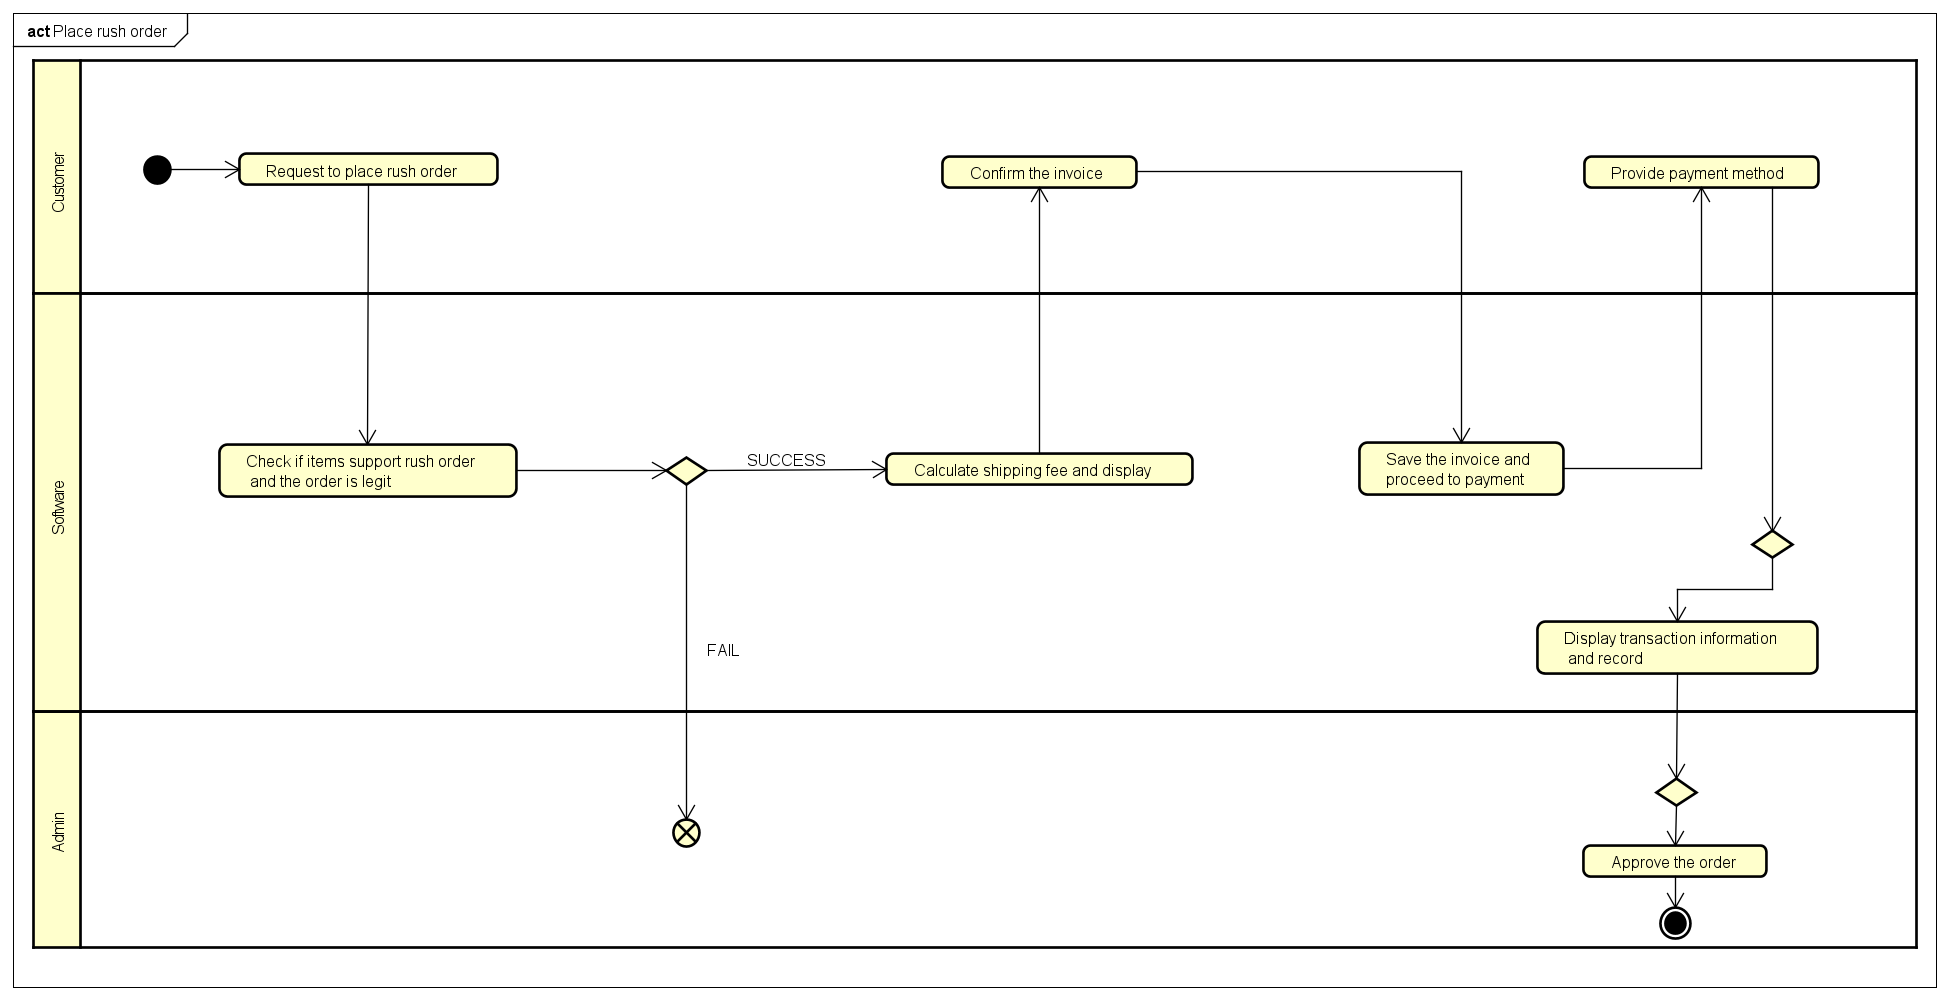 act Place rush order
Customer
Request to place rush order
Confirm the invoice
Provide payment method
Software
Check if items support rush order
and the order is legit
SUCCESS
Calculate shipping fee and display
Save the invoice and
proceed to payment
FAIL
Display transaction information
and record
Admin
Approve the order